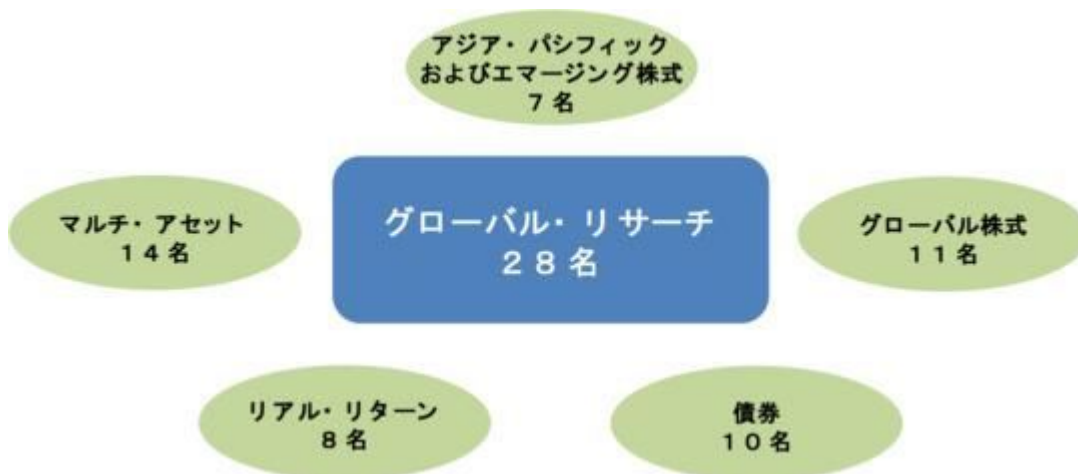 アジア・パシフィック
およびエマージング株式
７名
マルチ・アセット
１４名
グローバル・リサーチ
２８名
グローバル株式
１１名
リアル・リターン
８名
債券
１０名